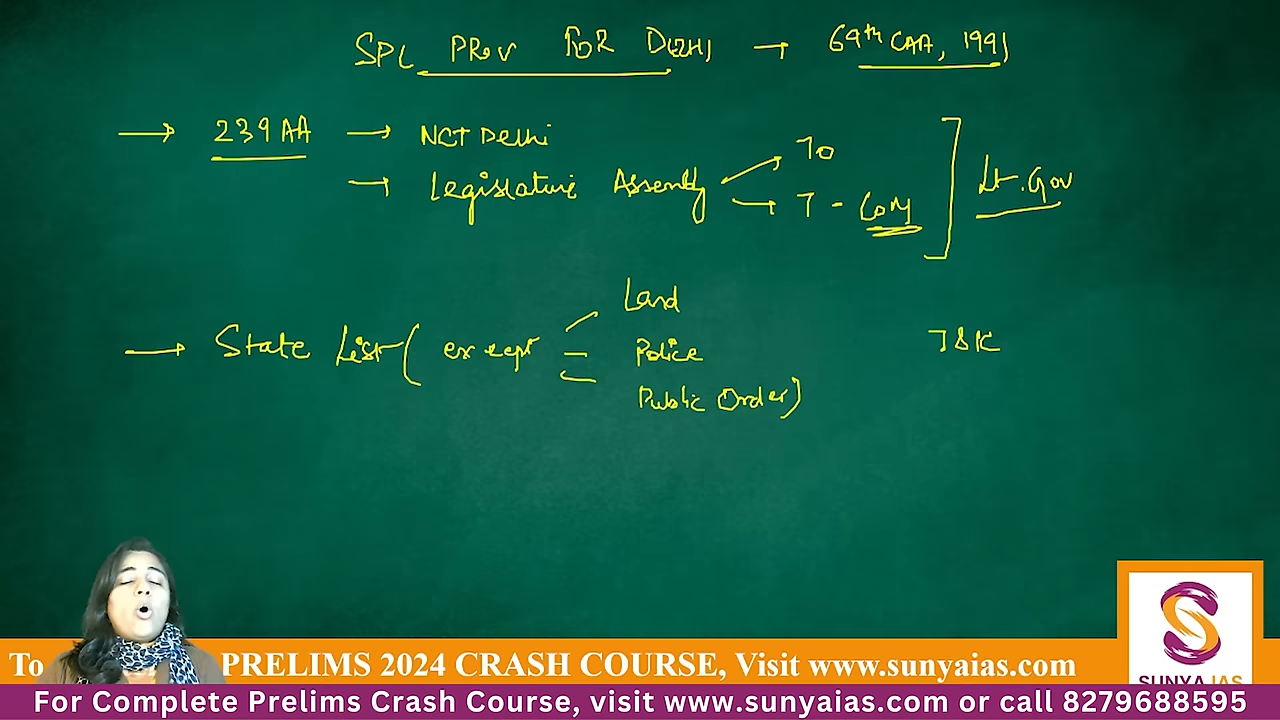 SPL PROV FOR DELHI → 69th CAA, 1991
→ 239AA → NCT Delhi
→ Legislative Assembly → 70
→ 7 - COM
Lt. Gov
→ State List ( except – Land
– Police
Public Order)
J&K
To PRELIMS 2024 CRASH COURSE, Visit www.sunyaias.com
SUNYA IAS
For Complete Prelims Crash Course, visit www.sunyaias.com or call 8279688595